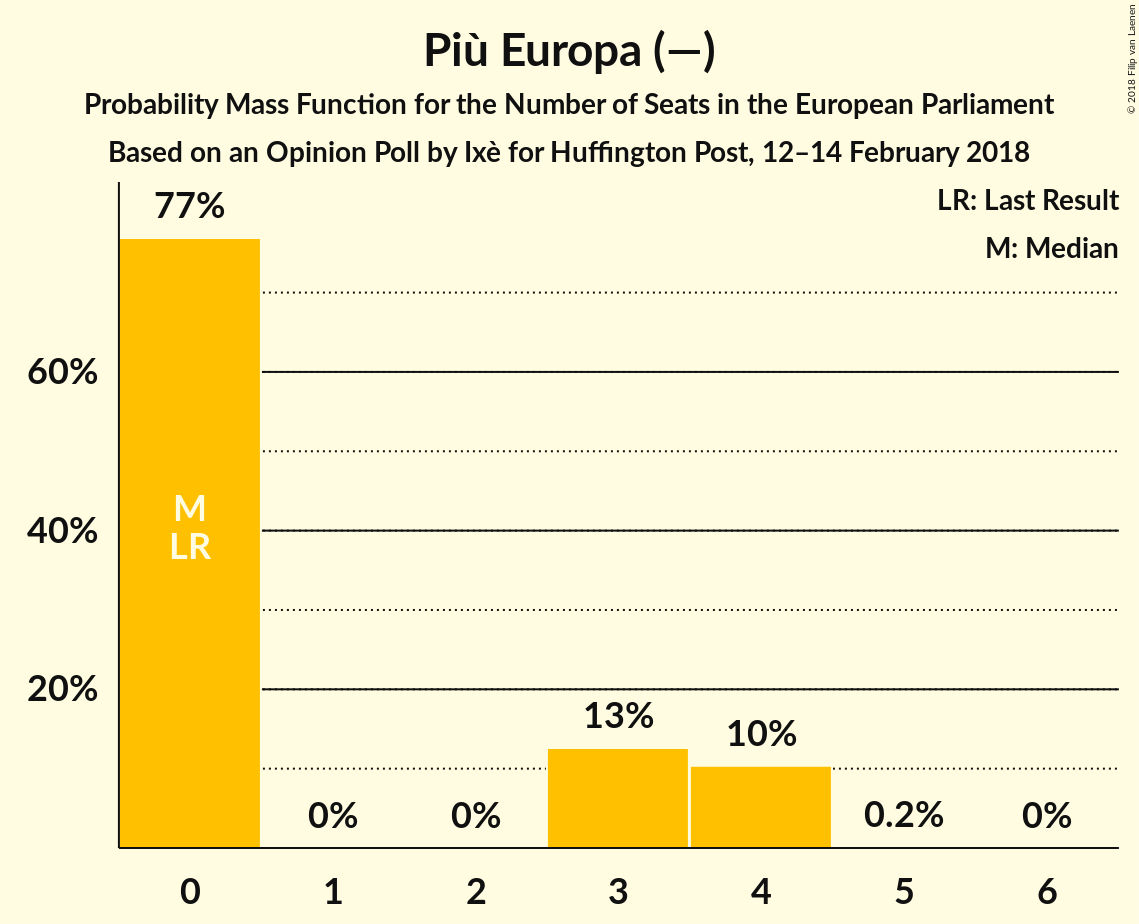 Più Europa (—)
Probability Mass Function for the Number of Seats in the European Parliament
Based on an Opinion Poll by Ixè for Huffington Post, 12–14 February 2018
© 2018 Filip van Laenen
LR: Last Result
M: Median
77%
60%
40%
20%
M
LR
0%
0%
13%
10%
0.2%
0%
0 1 2 3 4 5 6